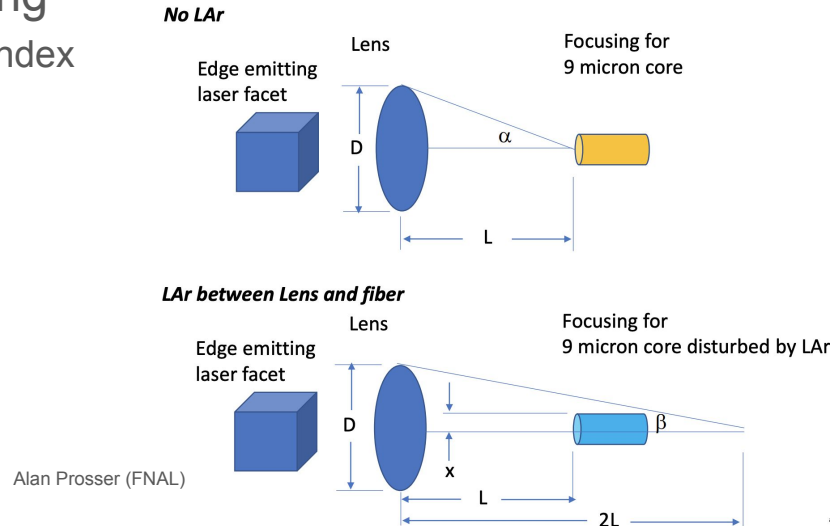 ng
ndex
No LAr
Lens
Focusing for
9 micron core
Edge emitting
laser facet
D
α
L
LAr between Lens and fiber
Lens
Focusing for
9 micron core disturbed by LAr
Edge emitting
laser facet
D
β
x
Alan Prosser (FNAL)
L
2L